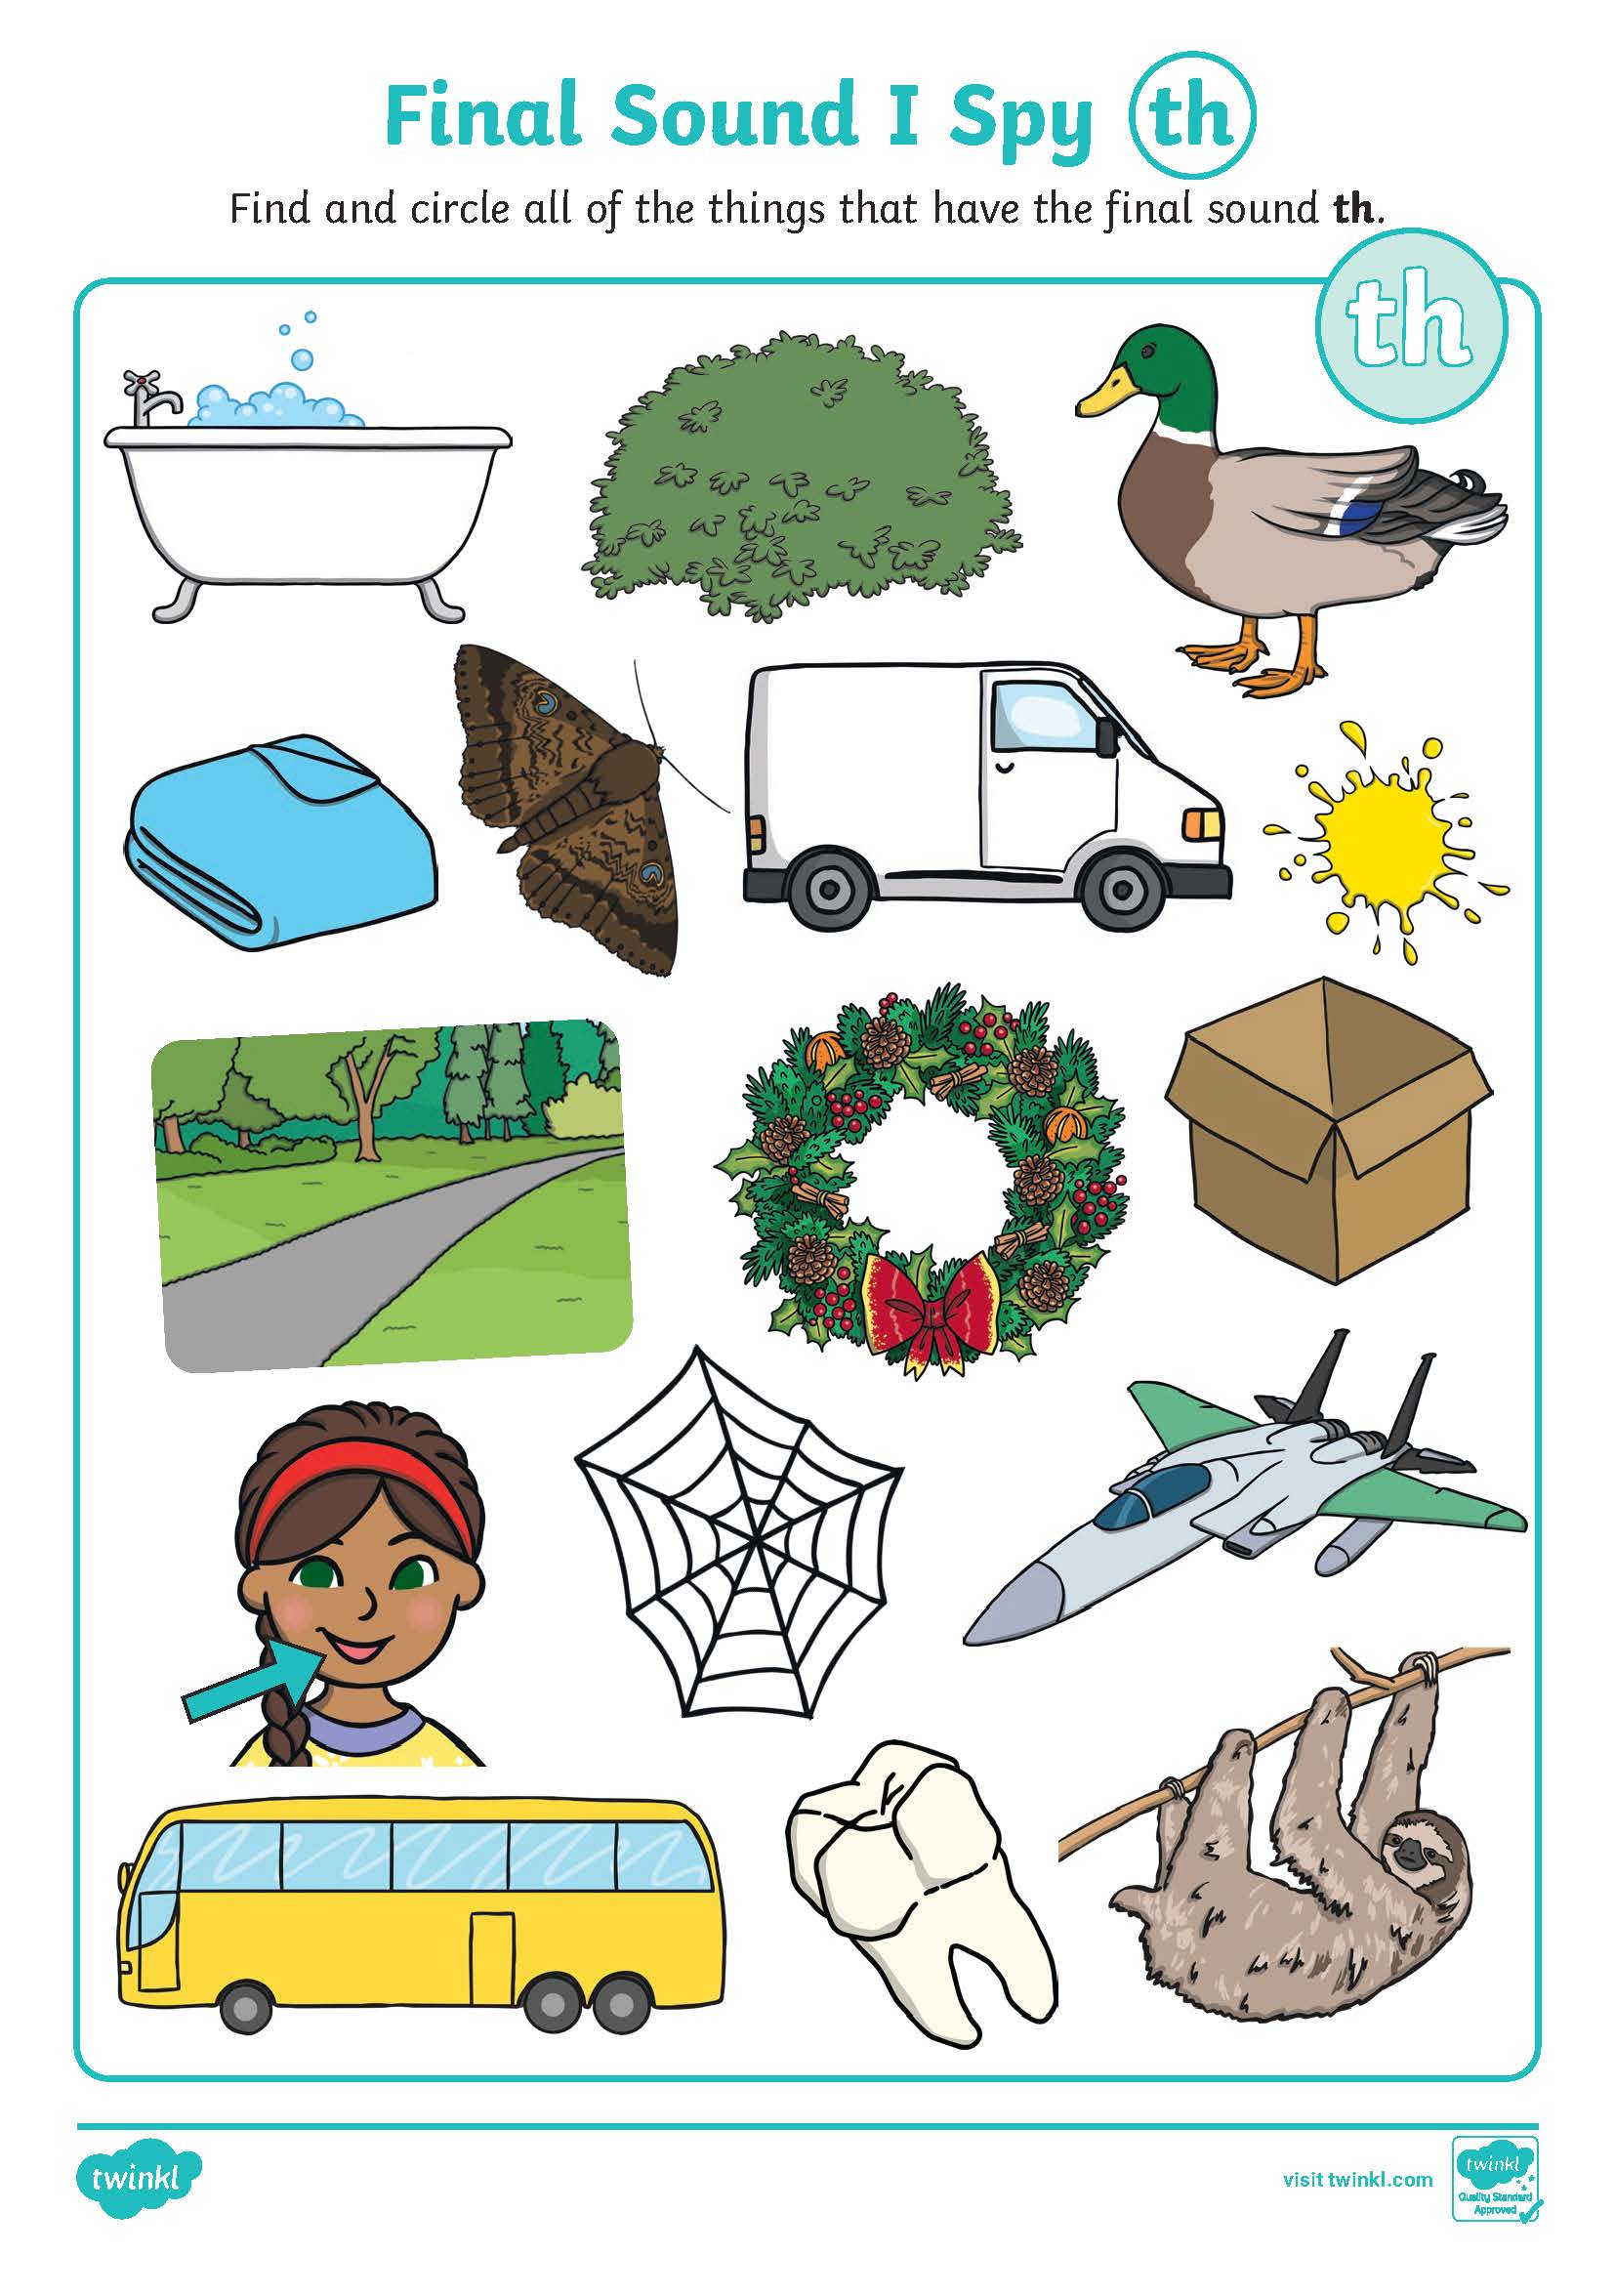 Final Sound I Spy th
Find and circle all of the things that have the final sound th.
th
twinkl
visit twinkl.com
twinkl
Quality Standard
Approved